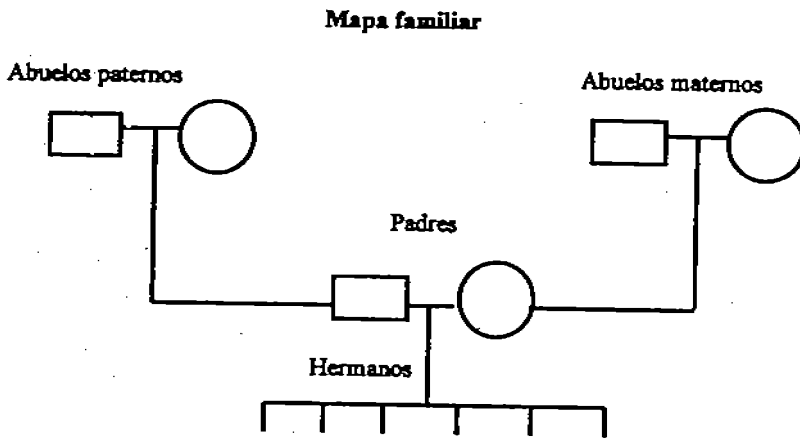 Mapa familiar
Abuelos paternos
Abuelos maternos
Padres
Hermanos